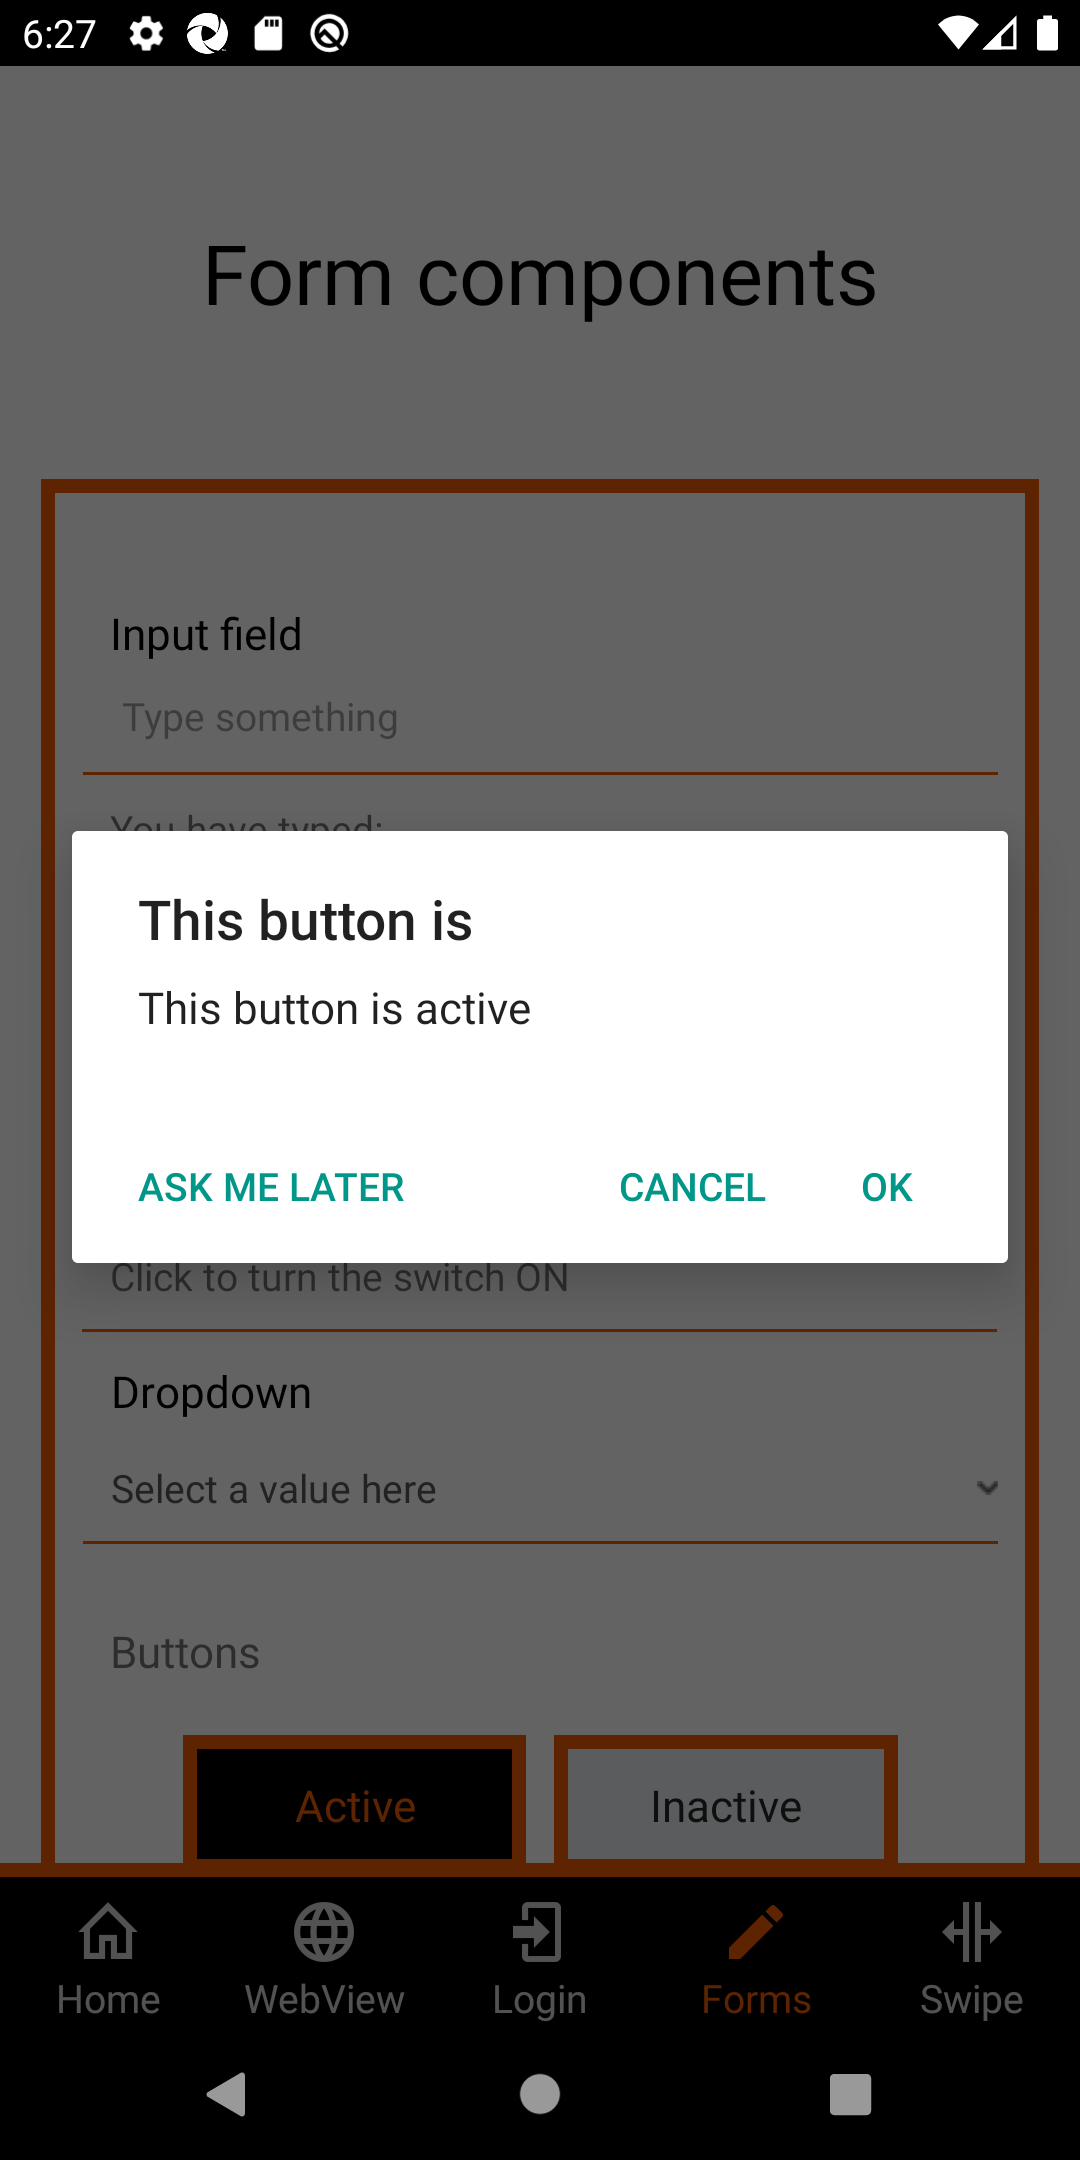 6:27
Form components
Input field
Type something
You have typed:
This button is
This button is active
ASK ME LATER CANCEL OK
Click to turn the switch ON
Dropdown
Select a value here
Buttons
Active Inactive
Home WebView Login Forms Swipe